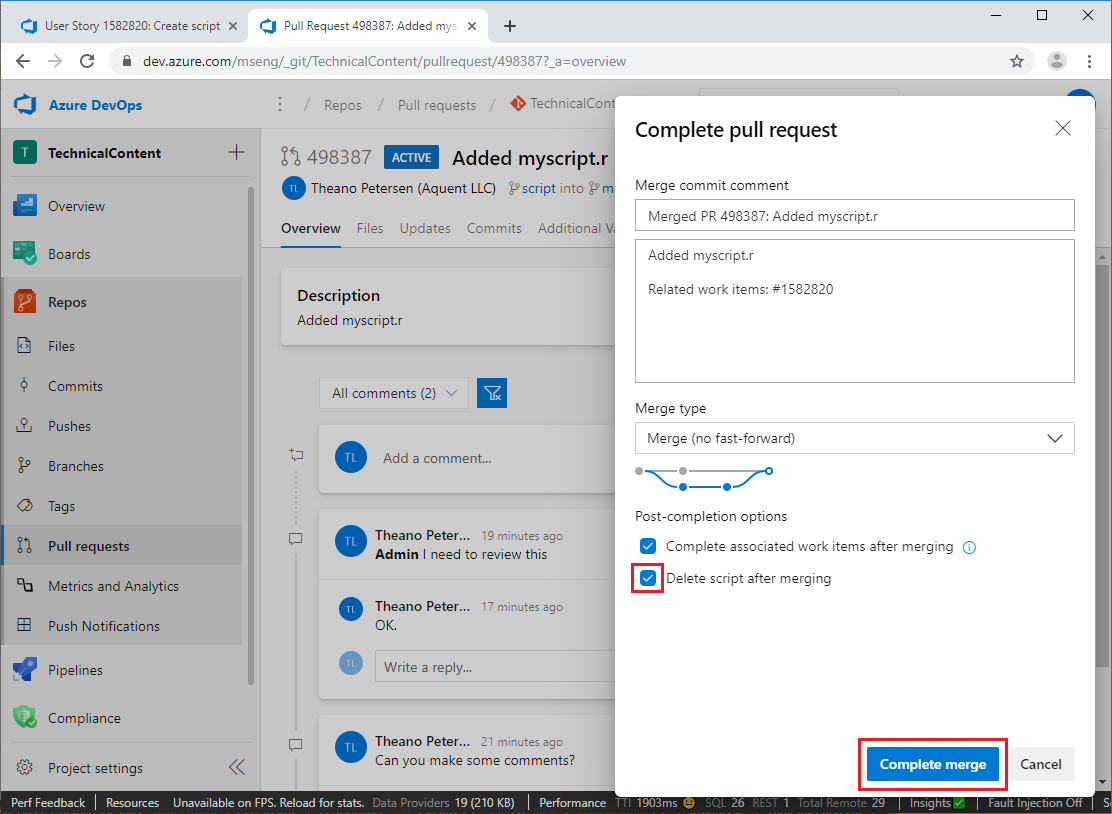 User Story 1582820: Create script
Pull Request 498387: Added mys
dev.azure.com/mseng/_git/TechnicalContent/pullrequest/498387?_a=overview
Azure DevOps
/ Repos / Pull requests / TechnicalCont
T TechnicalContent
Overview
Boards
Repos
Files
Commits
Pushes
Branches
Tags
Pull requests
Metrics and Analytics
Push Notifications
Pipelines
Compliance
Project settings
498387 ACTIVE Added myscript.r
TL Theano Petersen (Aquent LLC) script into
Overview Files Updates Commits Additional Va
Description
Added myscript.r
All comments (2)
TL Add a comment...
TL Theano Peter... 19 minutes ago
Admin I need to review this
TL Theano Peter... 17 minutes ago
OK.
TL Write a reply...
TL Theano Peter... 21 minutes ago
Can you make some comments?
Complete pull request
Merge commit comment
Merged PR 498387: Added myscript.r
Added myscript.r
Related work items: #1582820
Merge type
Merge (no fast-forward)
Post-completion options
Complete associated work items after merging
Delete script after merging
Complete merge Cancel
Perf Feedback Resources Unavailable on FPS. Reload for stats. Data Providers 19 (210 KB) Performance TTI 1903ms SQL 26 REST 1 Total Remote 29 Insights Fault Injection Off